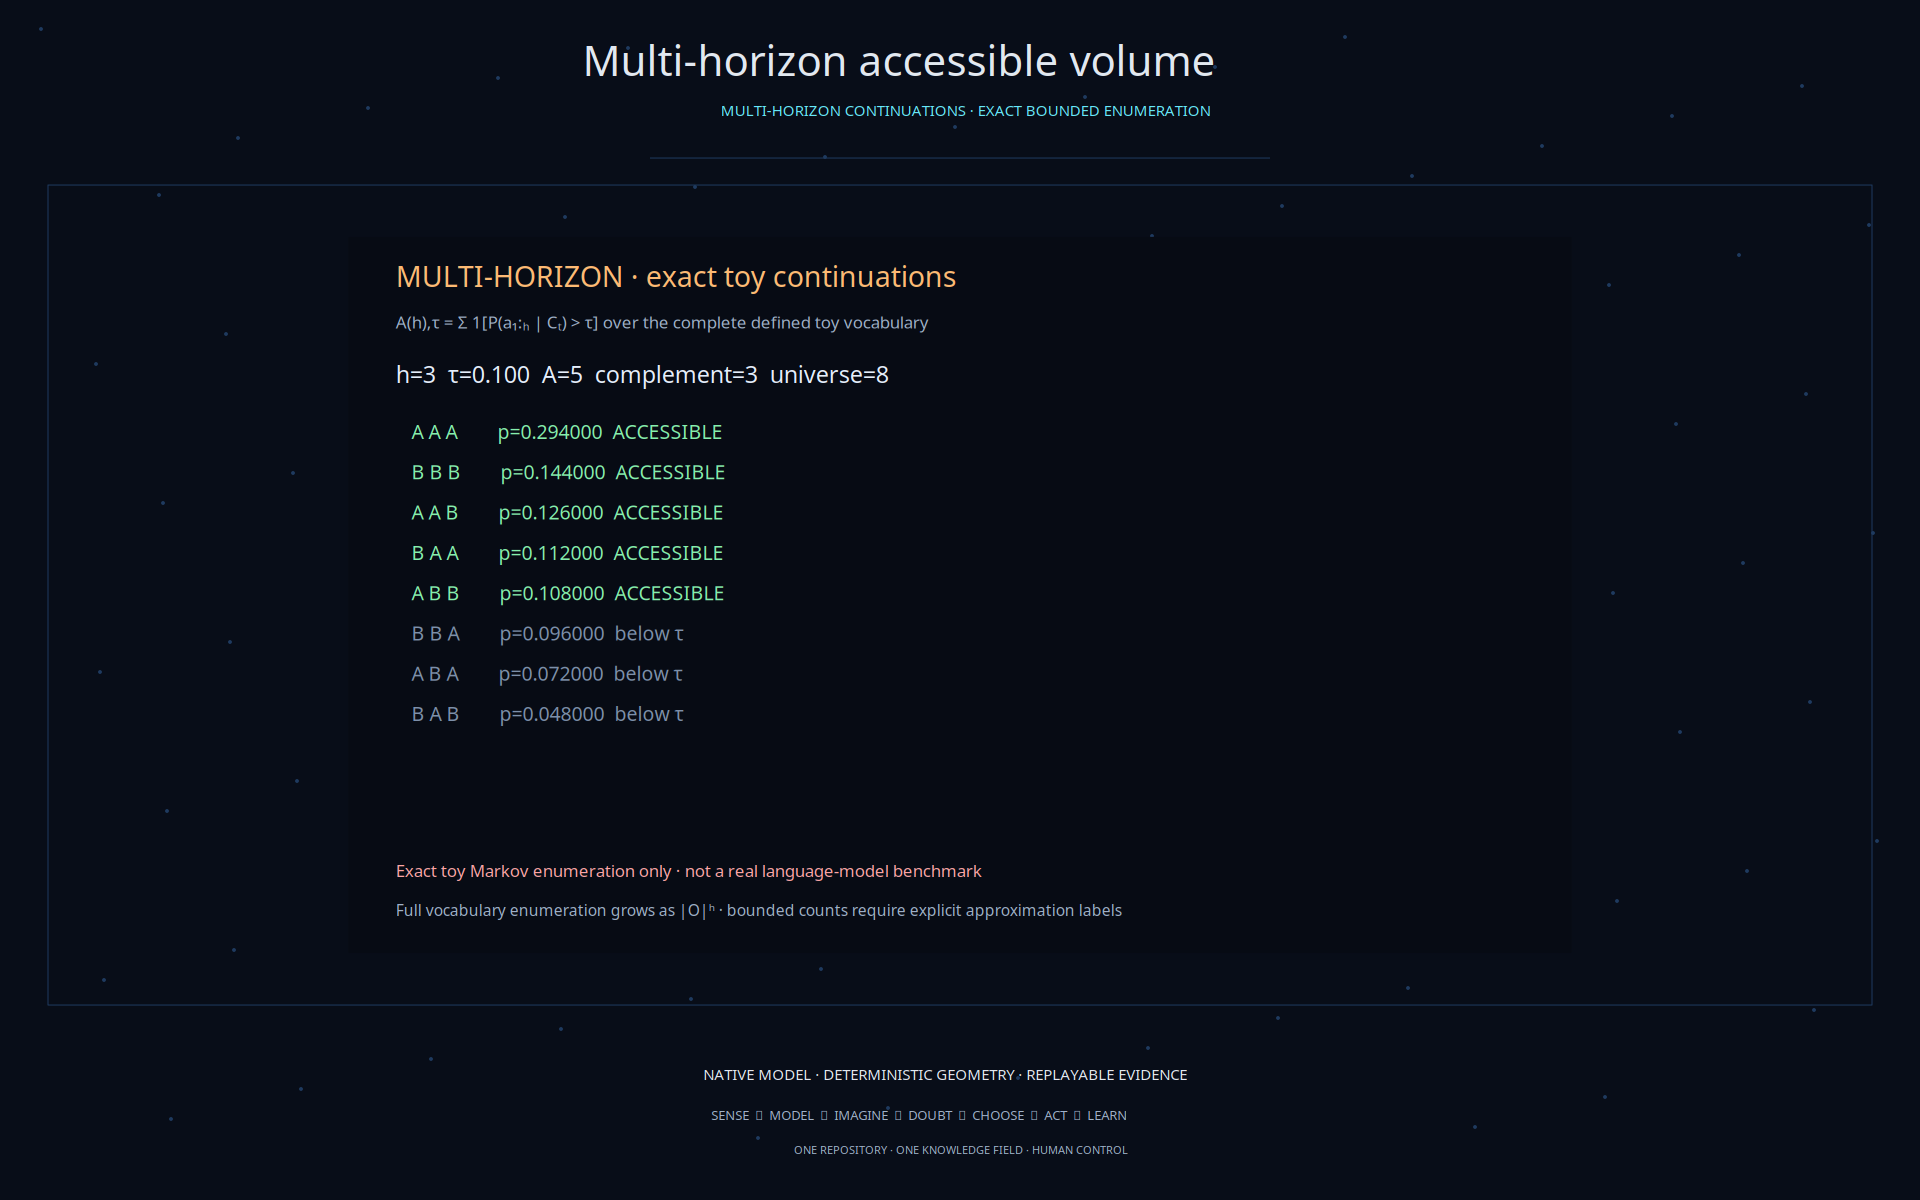 Multi-horizon accessible volume
MULTI-HORIZON CONTINUATIONS · EXACT BOUNDED ENUMERATION
MULTI-HORIZON · exact toy continuations
A(h),τ = Σ 1[P(a₁:ₕ | Cₜ) > τ] over the complete defined toy vocabulary
h=3 τ=0.100 A=5 complement=3 universe=8
A A A p=0.294000 ACCESSIBLE
B B B p=0.144000 ACCESSIBLE
A A B p=0.126000 ACCESSIBLE
B A A p=0.112000 ACCESSIBLE
A B B p=0.108000 ACCESSIBLE
B B A p=0.096000 below τ
A B A p=0.072000 below τ
B A B p=0.048000 below τ
Exact toy Markov enumeration only · not a real language-model benchmark
Full vocabulary enumeration grows as |O|ʰ · bounded counts require explicit approximation labels
NATIVE MODEL · DETERMINISTIC GEOMETRY · REPLAYABLE EVIDENCE
SENSE MODEL IMAGINE DOUBT CHOOSE ACT LEARN
ONE REPOSITORY · ONE KNOWLEDGE FIELD · HUMAN CONTROL